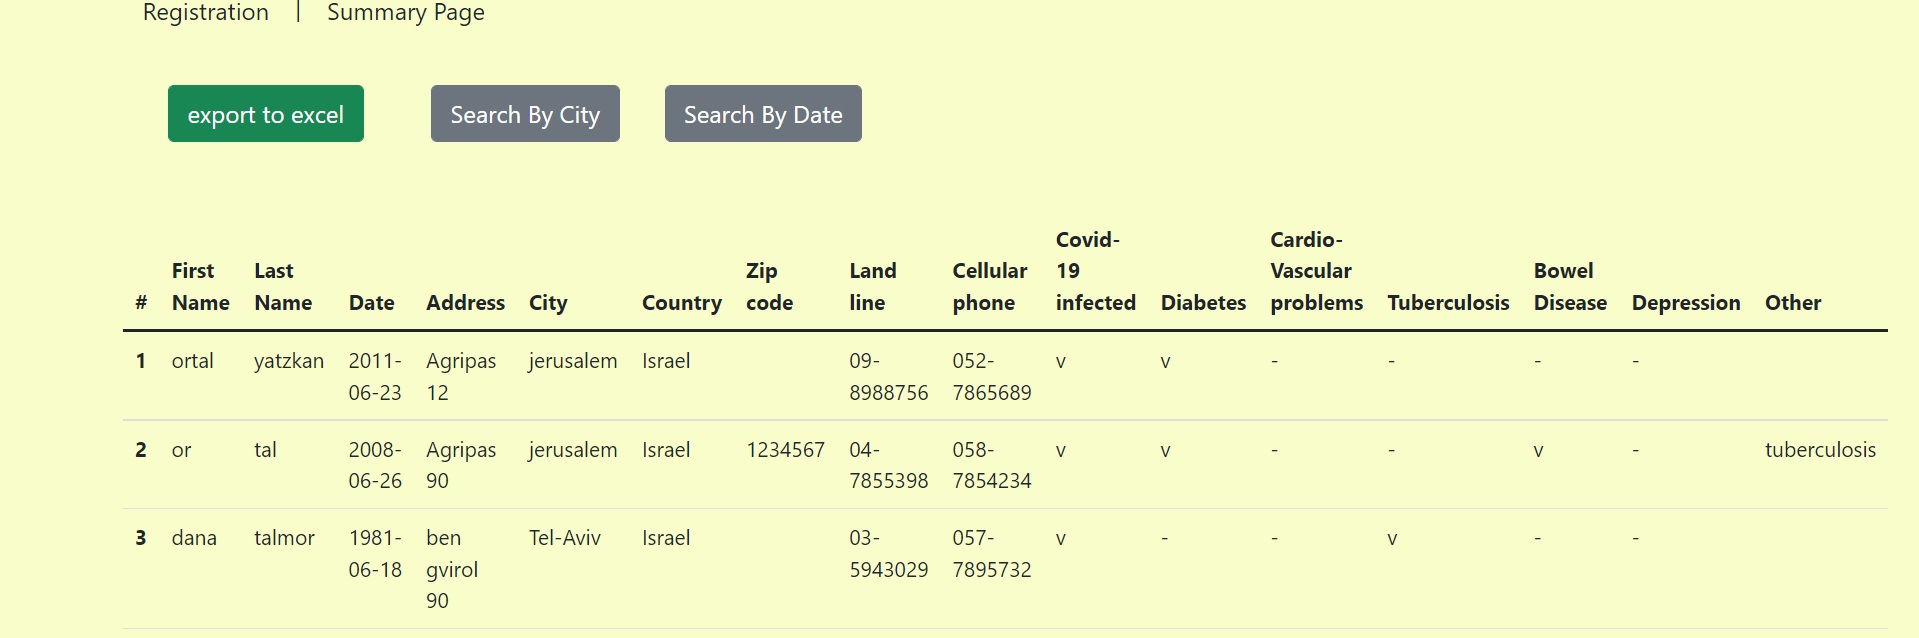 Registration | Summary Page
export to excel Search By City Search By Date
# First Name Last Name Date Address City Country Zip code Land line Cellular phone Covid-19 infected Diabetes Cardio-Vascular problems Tuberculosis Bowel Disease Depression Other
1 ortal yatzkan 2011-06-23 Agripas 12 jerusalem Israel 09-8988756 052-7865689 v v - - - -
2 or tal 2008-06-26 Agripas 90 jerusalem Israel 1234567 04-7855398 058-7854234 v v - - v - tuberculosis
3 dana talmor 1981-06-18 ben gvirol 90 Tel-Aviv Israel 03-5943029 057-7895732 v - - v - -